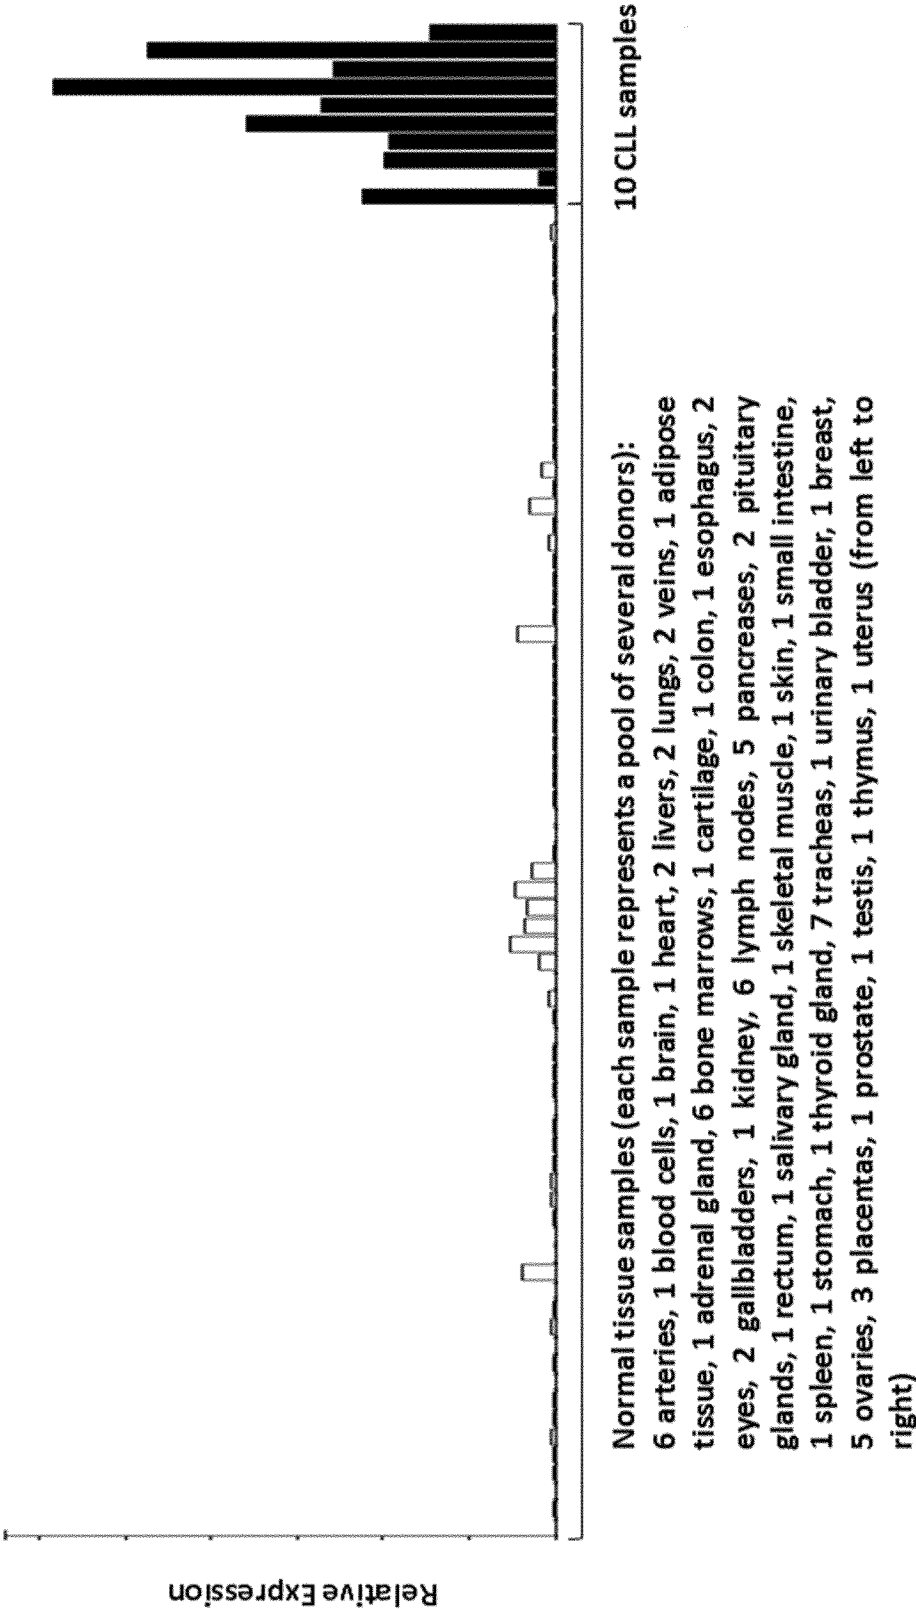 Relative Expression
10 CLL samples
Normal tissue samples (each sample represents a pool of several donors):
6 arteries, 1 blood cells, 1 brain, 1 heart, 2 livers, 2 lungs, 2 veins, 1 adipose
tissue, 1 adrenal gland, 6 bone marrows, 1 cartilage, 1 colon, 1 esophagus, 2
eyes, 2 gallbladders, 1 kidney, 6 lymph nodes, 5 pancreases, 2 pituitary
glands, 1 rectum, 1 salivary gland, 1 skeletal muscle, 1 skin, 1 small intestine,
1 spleen, 1 stomach, 1 thyroid gland, 7 tracheas, 1 urinary bladder, 1 breast,
5 ovaries, 3 placentas, 1 prostate, 1 testis, 1 thymus, 1 uterus (from left to
right)